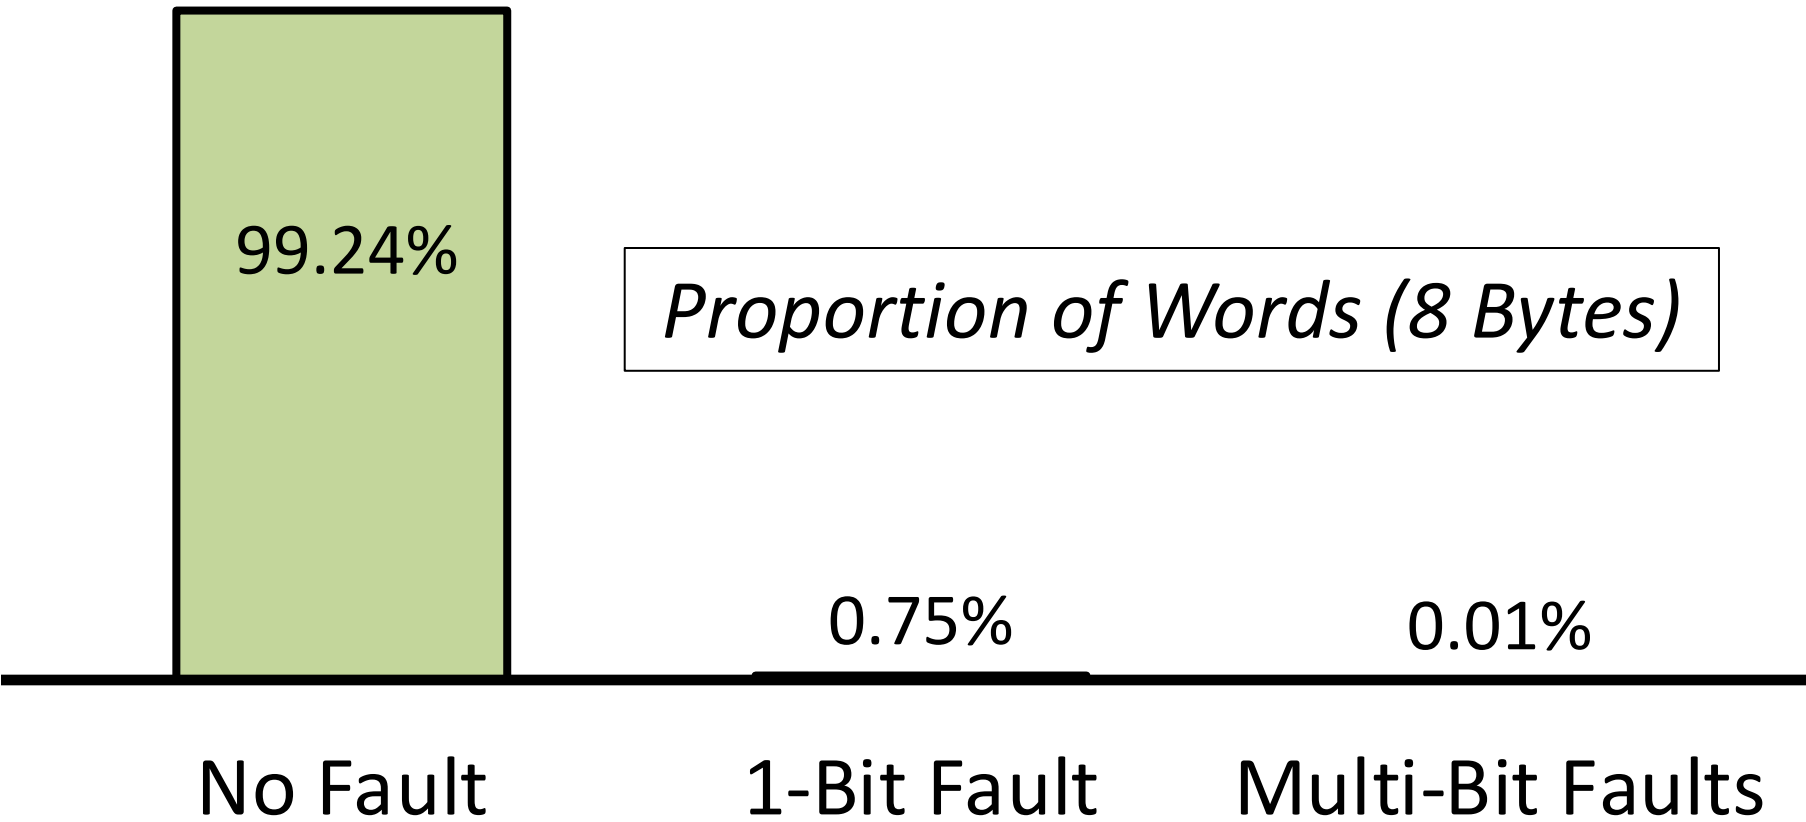 99.24%
Proportion of Words (8 Bytes)
0.75%
0.01%
No Fault
1-Bit Fault
Multi-Bit Faults